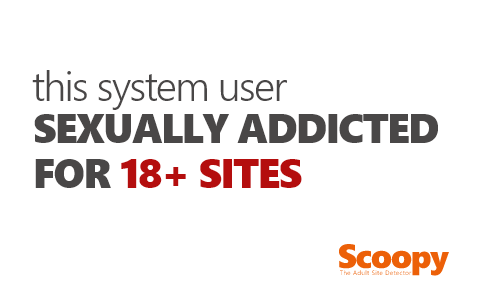 this system user
SEXUALLY ADDICTED
FOR 18+ SITES
Scoopy
The Adult Site Detector